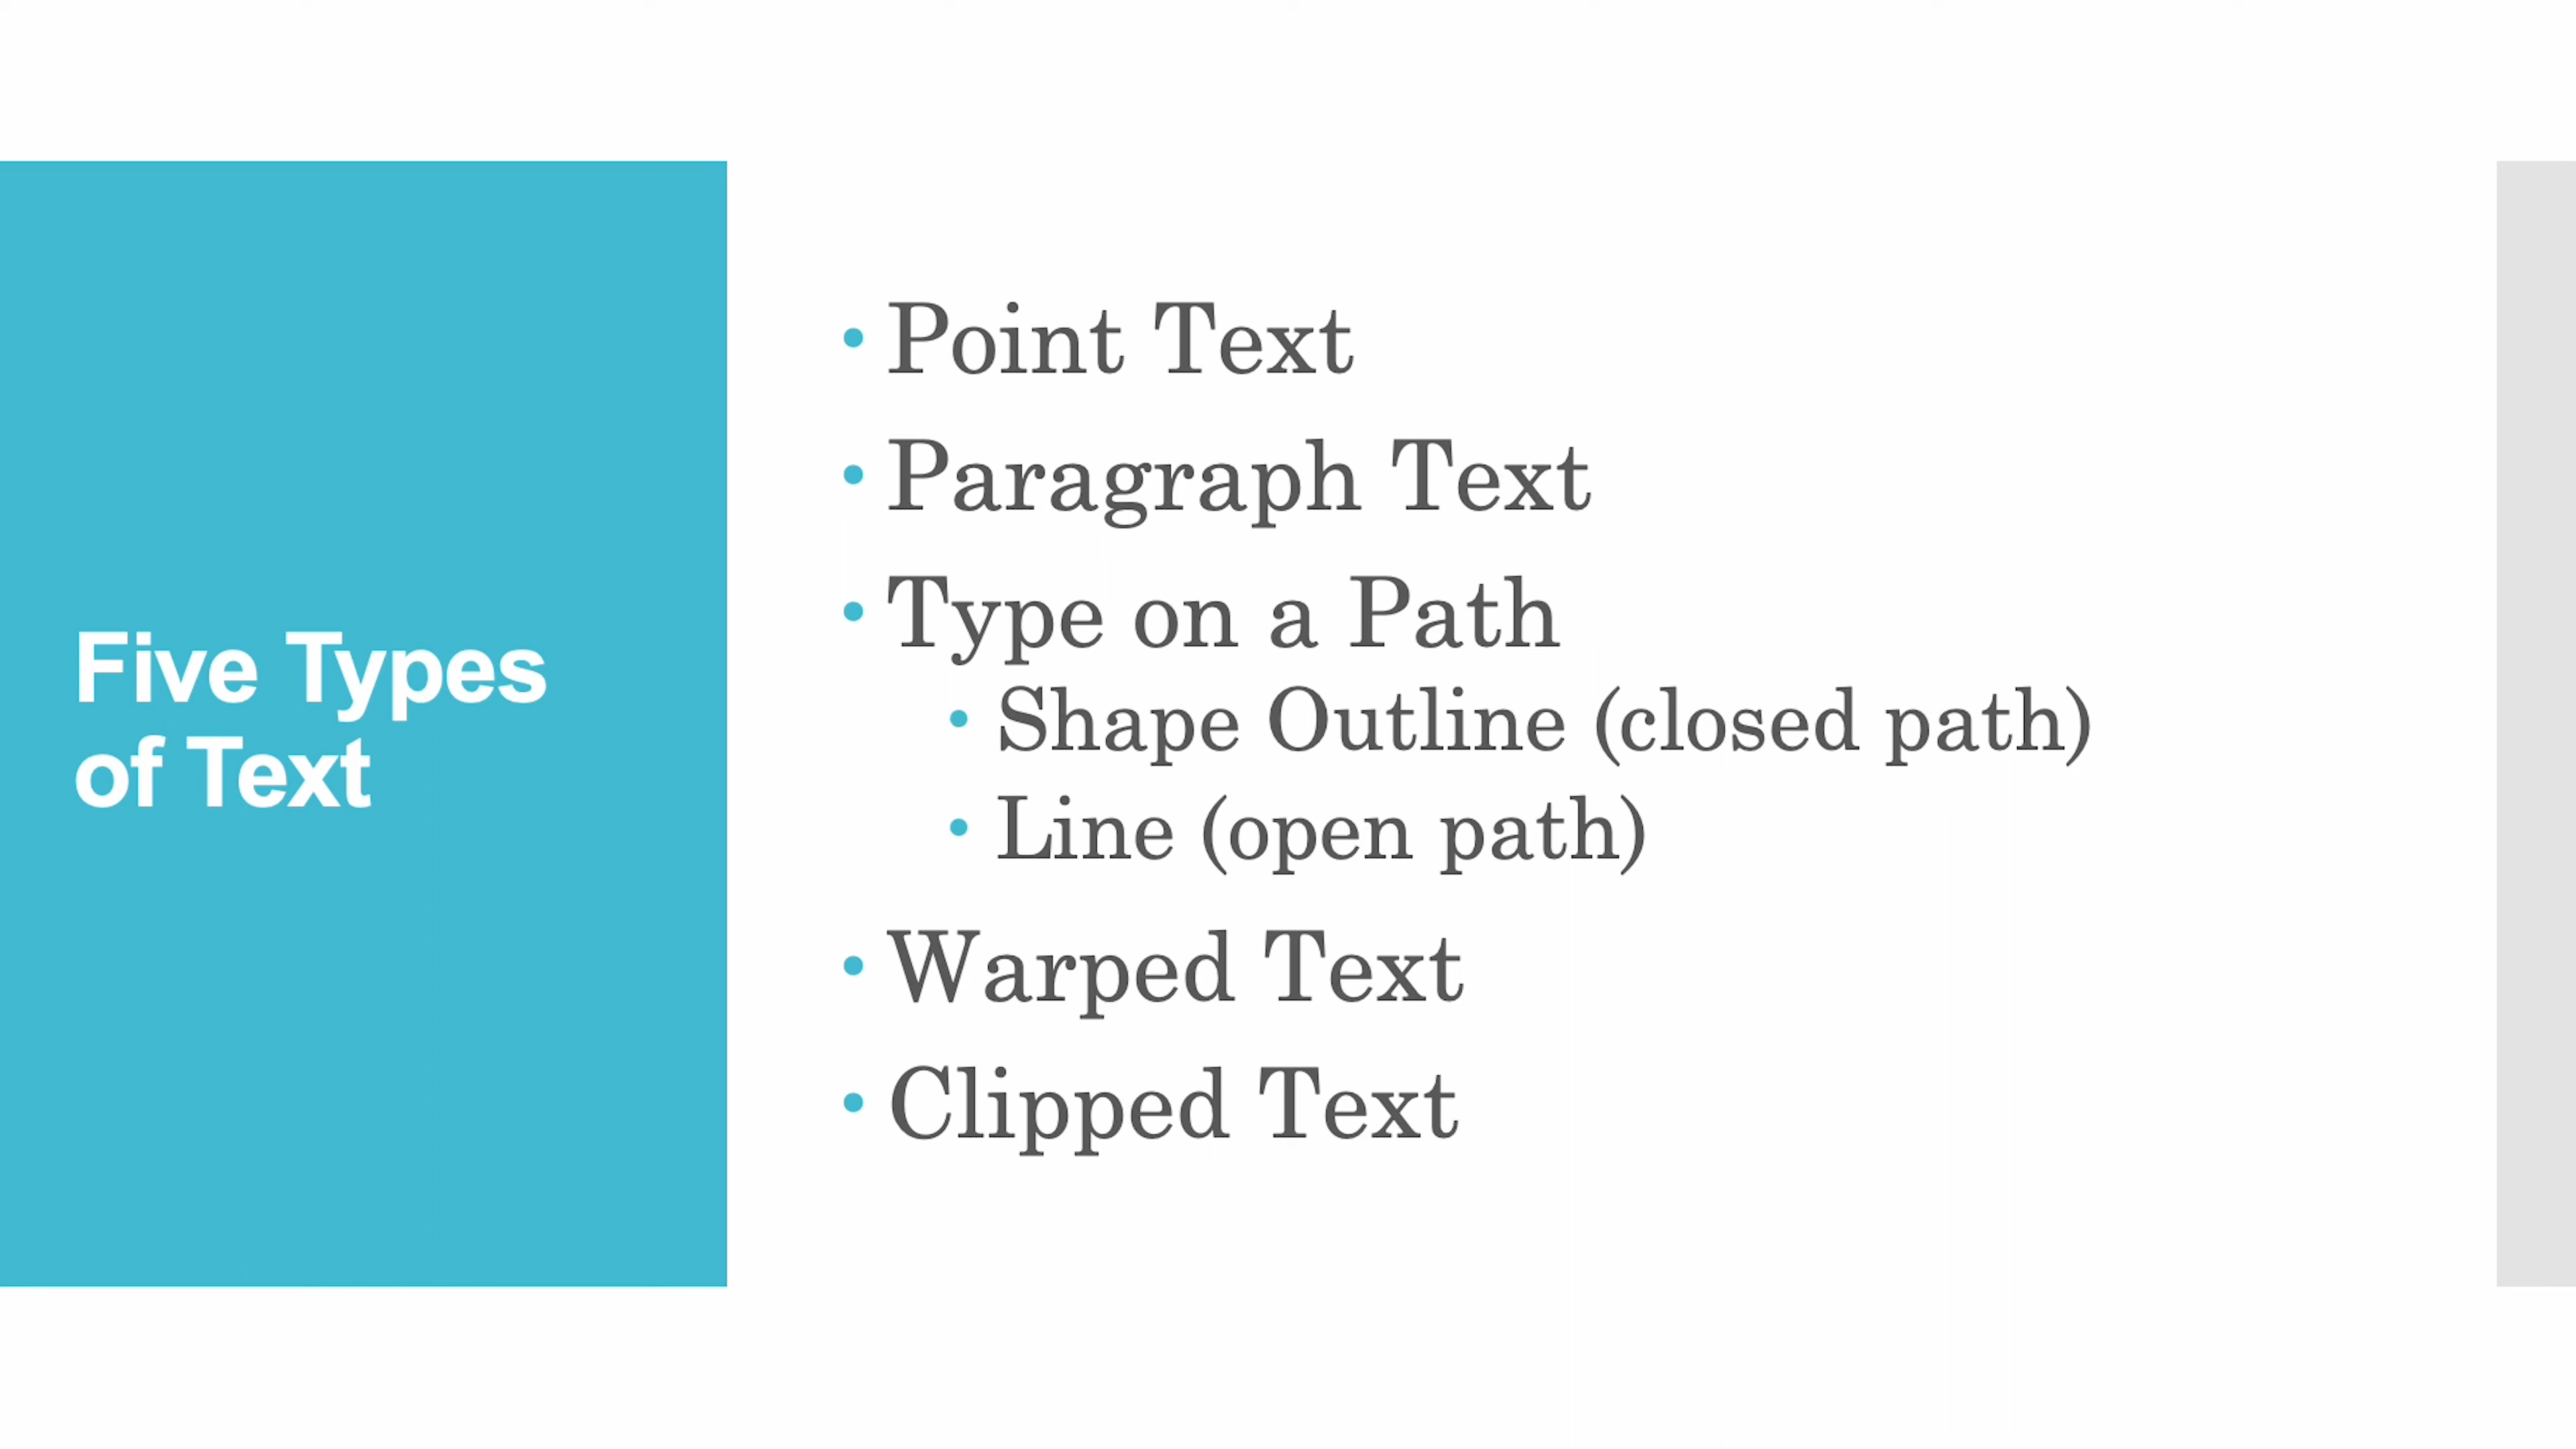 Five Types
of Text
• Point Text
• Paragraph Text
• Type on a Path
• Shape Outline (closed path)
• Line (open path)
• Warped Text
• Clipped Text